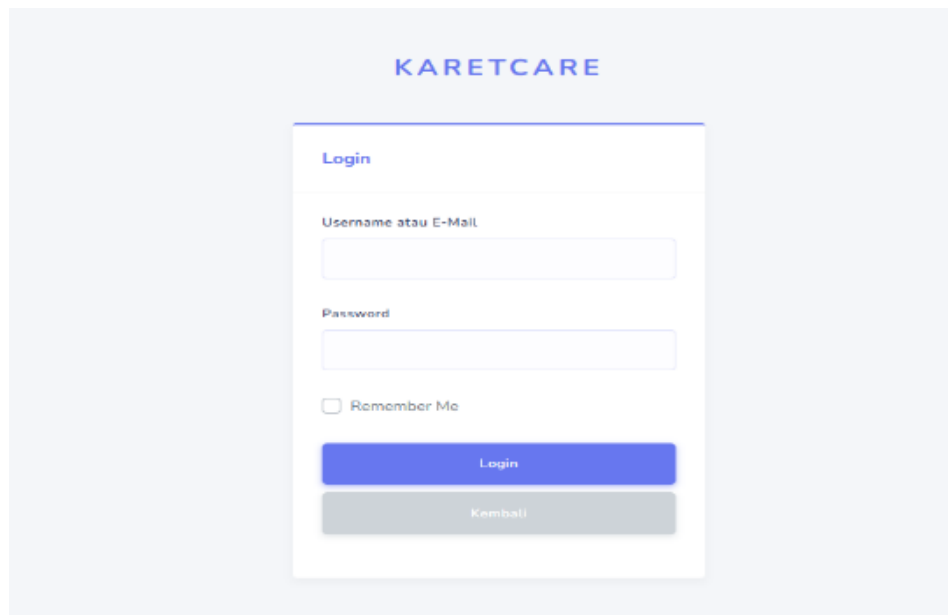 KARETCARE
Login
Username atau E-Mail
Password
Remember Me
Login
Kembali